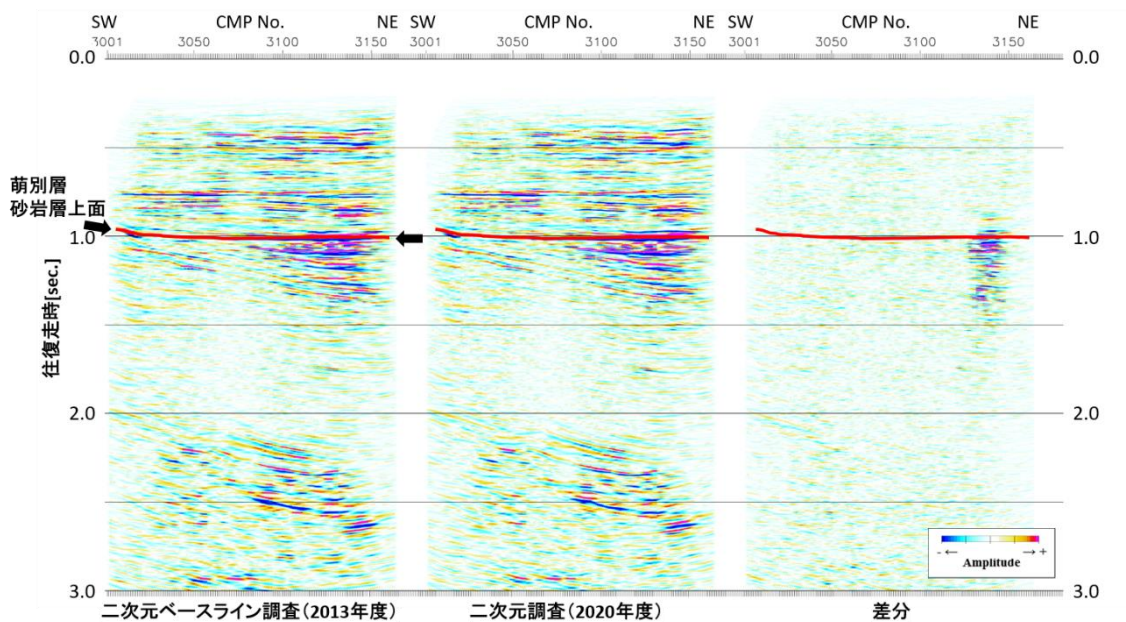 SW CMP No. NE SW CMP No. NE SW CMP No. NE
3001 3050 3100 3150 3001 3050 3100 3150 3001 3050 3100 3150
0.0 0.0
萌別層
砂岩層上面
1.0 1.0
往復走時[sec.]
2.0 2.0
- ← → +
Amplitude
3.0 3.0
二次元ベースライン調査(2013年度) 二次元調査(2020年度) 差分